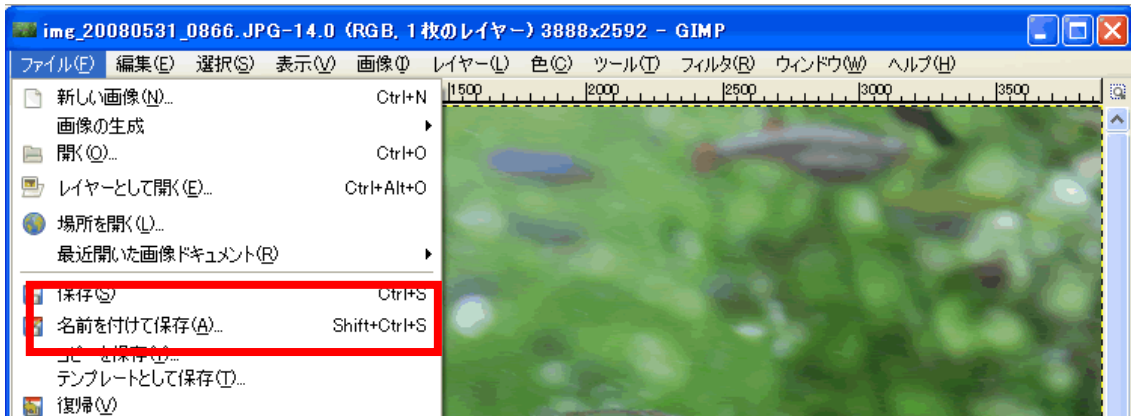 img_20080531_0866.JPG-14.0 (RGB, 1枚のレイヤー) 3888x2592 – GIMP
ファイル(F) 編集(E) 選択(S) 表示(V) 画像(I) レイヤー(L) 色(C) ツール(T) フィルタ(R) ウィンドウ(W) ヘルプ(H)
1500 2000 2500 3000 3500
新しい画像(N)... Ctrl+N
画像の生成
開く(O)... Ctrl+O
レイヤーとして開く(E)... Ctrl+Alt+O
場所を開く(L)...
最近開いた画像ドキュメント(R)
保存(S) Ctrl+S
名前を付けて保存(A)... Shift+Ctrl+S
コピーを保存(Y)...
テンプレートとして保存(T)...
復帰(V)